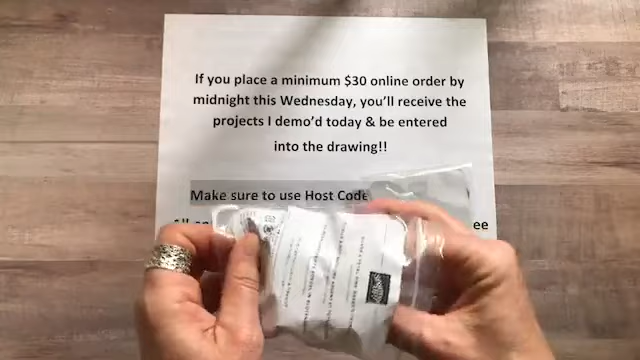 If you place a minimum $30 online order by
midnight this Wednesday, you'll receive the
projects I demo'd today & be entered
into the drawing!!
Make sure to use Host Code